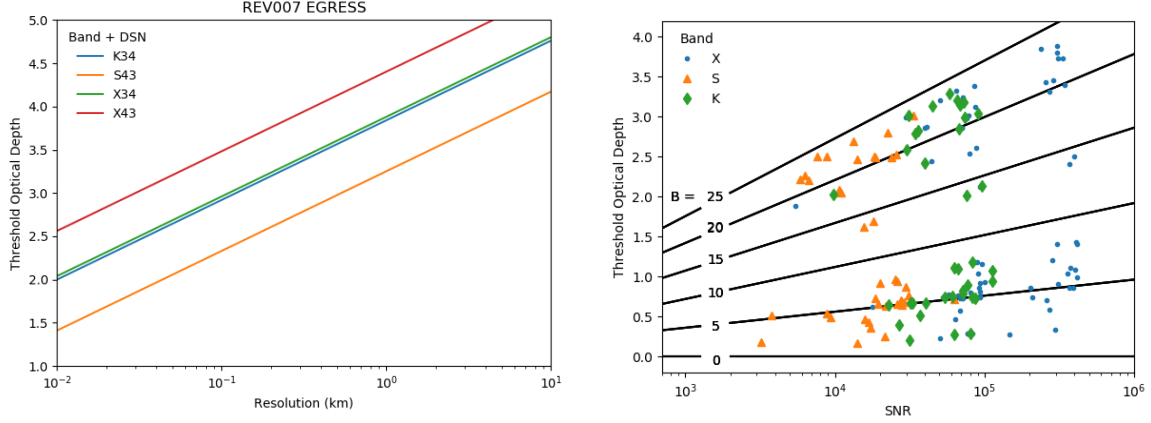 REV007 EGRESS
Threshold Optical Depth
5.0
4.5
4.0
3.5
3.0
2.5
2.0
1.5
1.0
Band + DSN
K34
S43
X34
X43
10⁻² 10⁻¹ 10⁰ 10¹
Resolution (km)
Threshold Optical Depth
4.0
3.5
3.0
2.5
2.0
1.5
1.0
0.5
0.0
Band
X
S
K
B = 25
20
15
10
5
0
10³ 10⁴ 10⁵ 10⁶
SNR